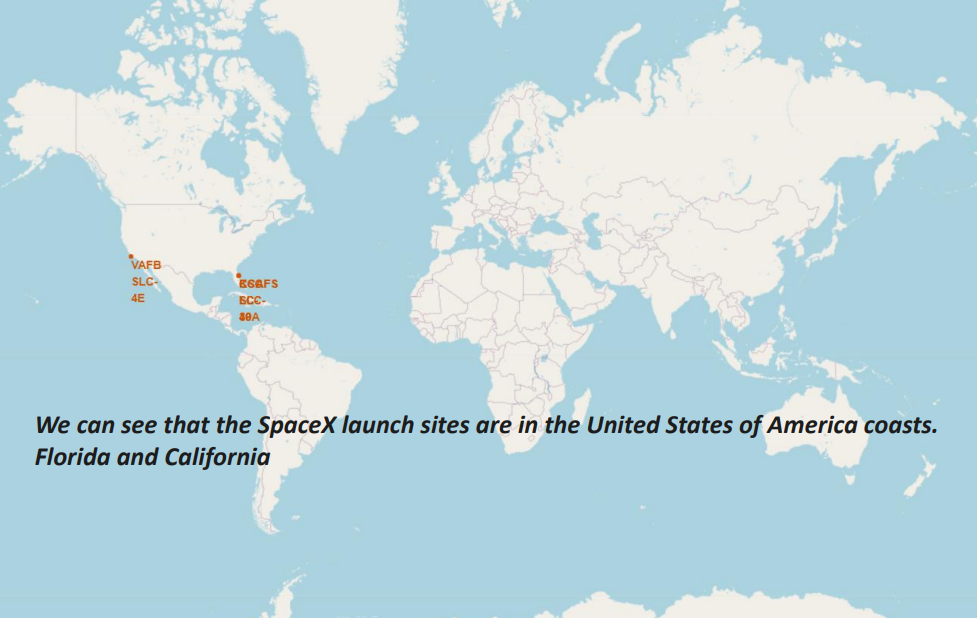 VAFB
SLC-
4E
We can see that the SpaceX launch sites are in the United States of America coasts.
Florida and California